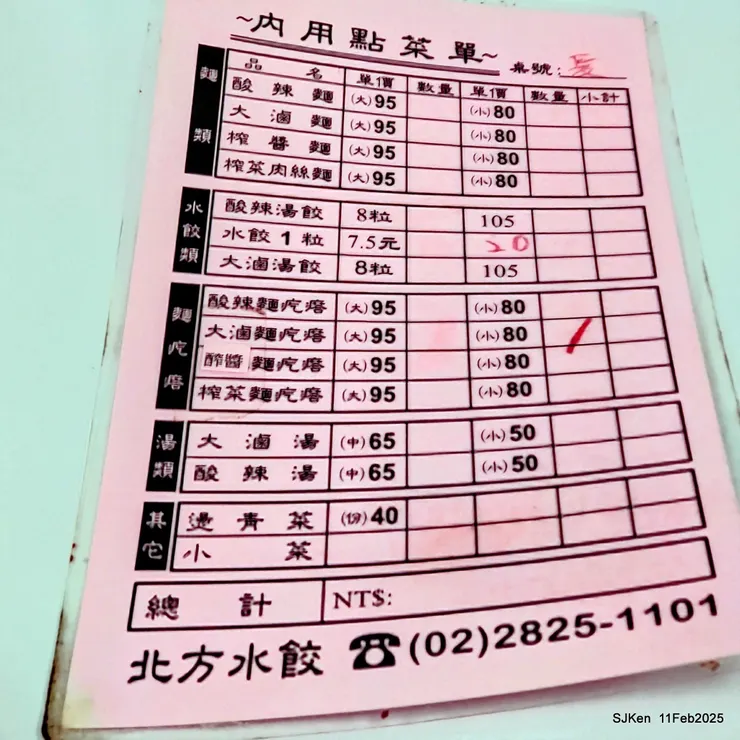 ~內用點菜單~
桌號:
麵類
品名 單價 數量 單價 數量 小計
酸辣麵 (大)95 (小)80
大滷麵 (大)95 (小)80
榨醬麵 (大)95 (小)80
榨菜肉絲麵 (大)95 (小)80
水餃類
酸辣湯餃 8粒 105
水餃1粒 7.5元 20
大滷湯餃 8粒 105
麵疙瘩
酸辣麵疙瘩 (大)95 (小)80
大滷麵疙瘩 (大)95 (小)80 1
醡醬麵疙瘩 (大)95 (小)80
榨菜麵疙瘩 (大)95 (小)80
湯類
大滷湯 (中)65 (小)50
酸辣湯 (中)65 (小)50
其它
燙青菜 (份)40
小菜
總計 NT$:
北方水餃 ☎(02)2825-1101
SJKen 11Feb2025